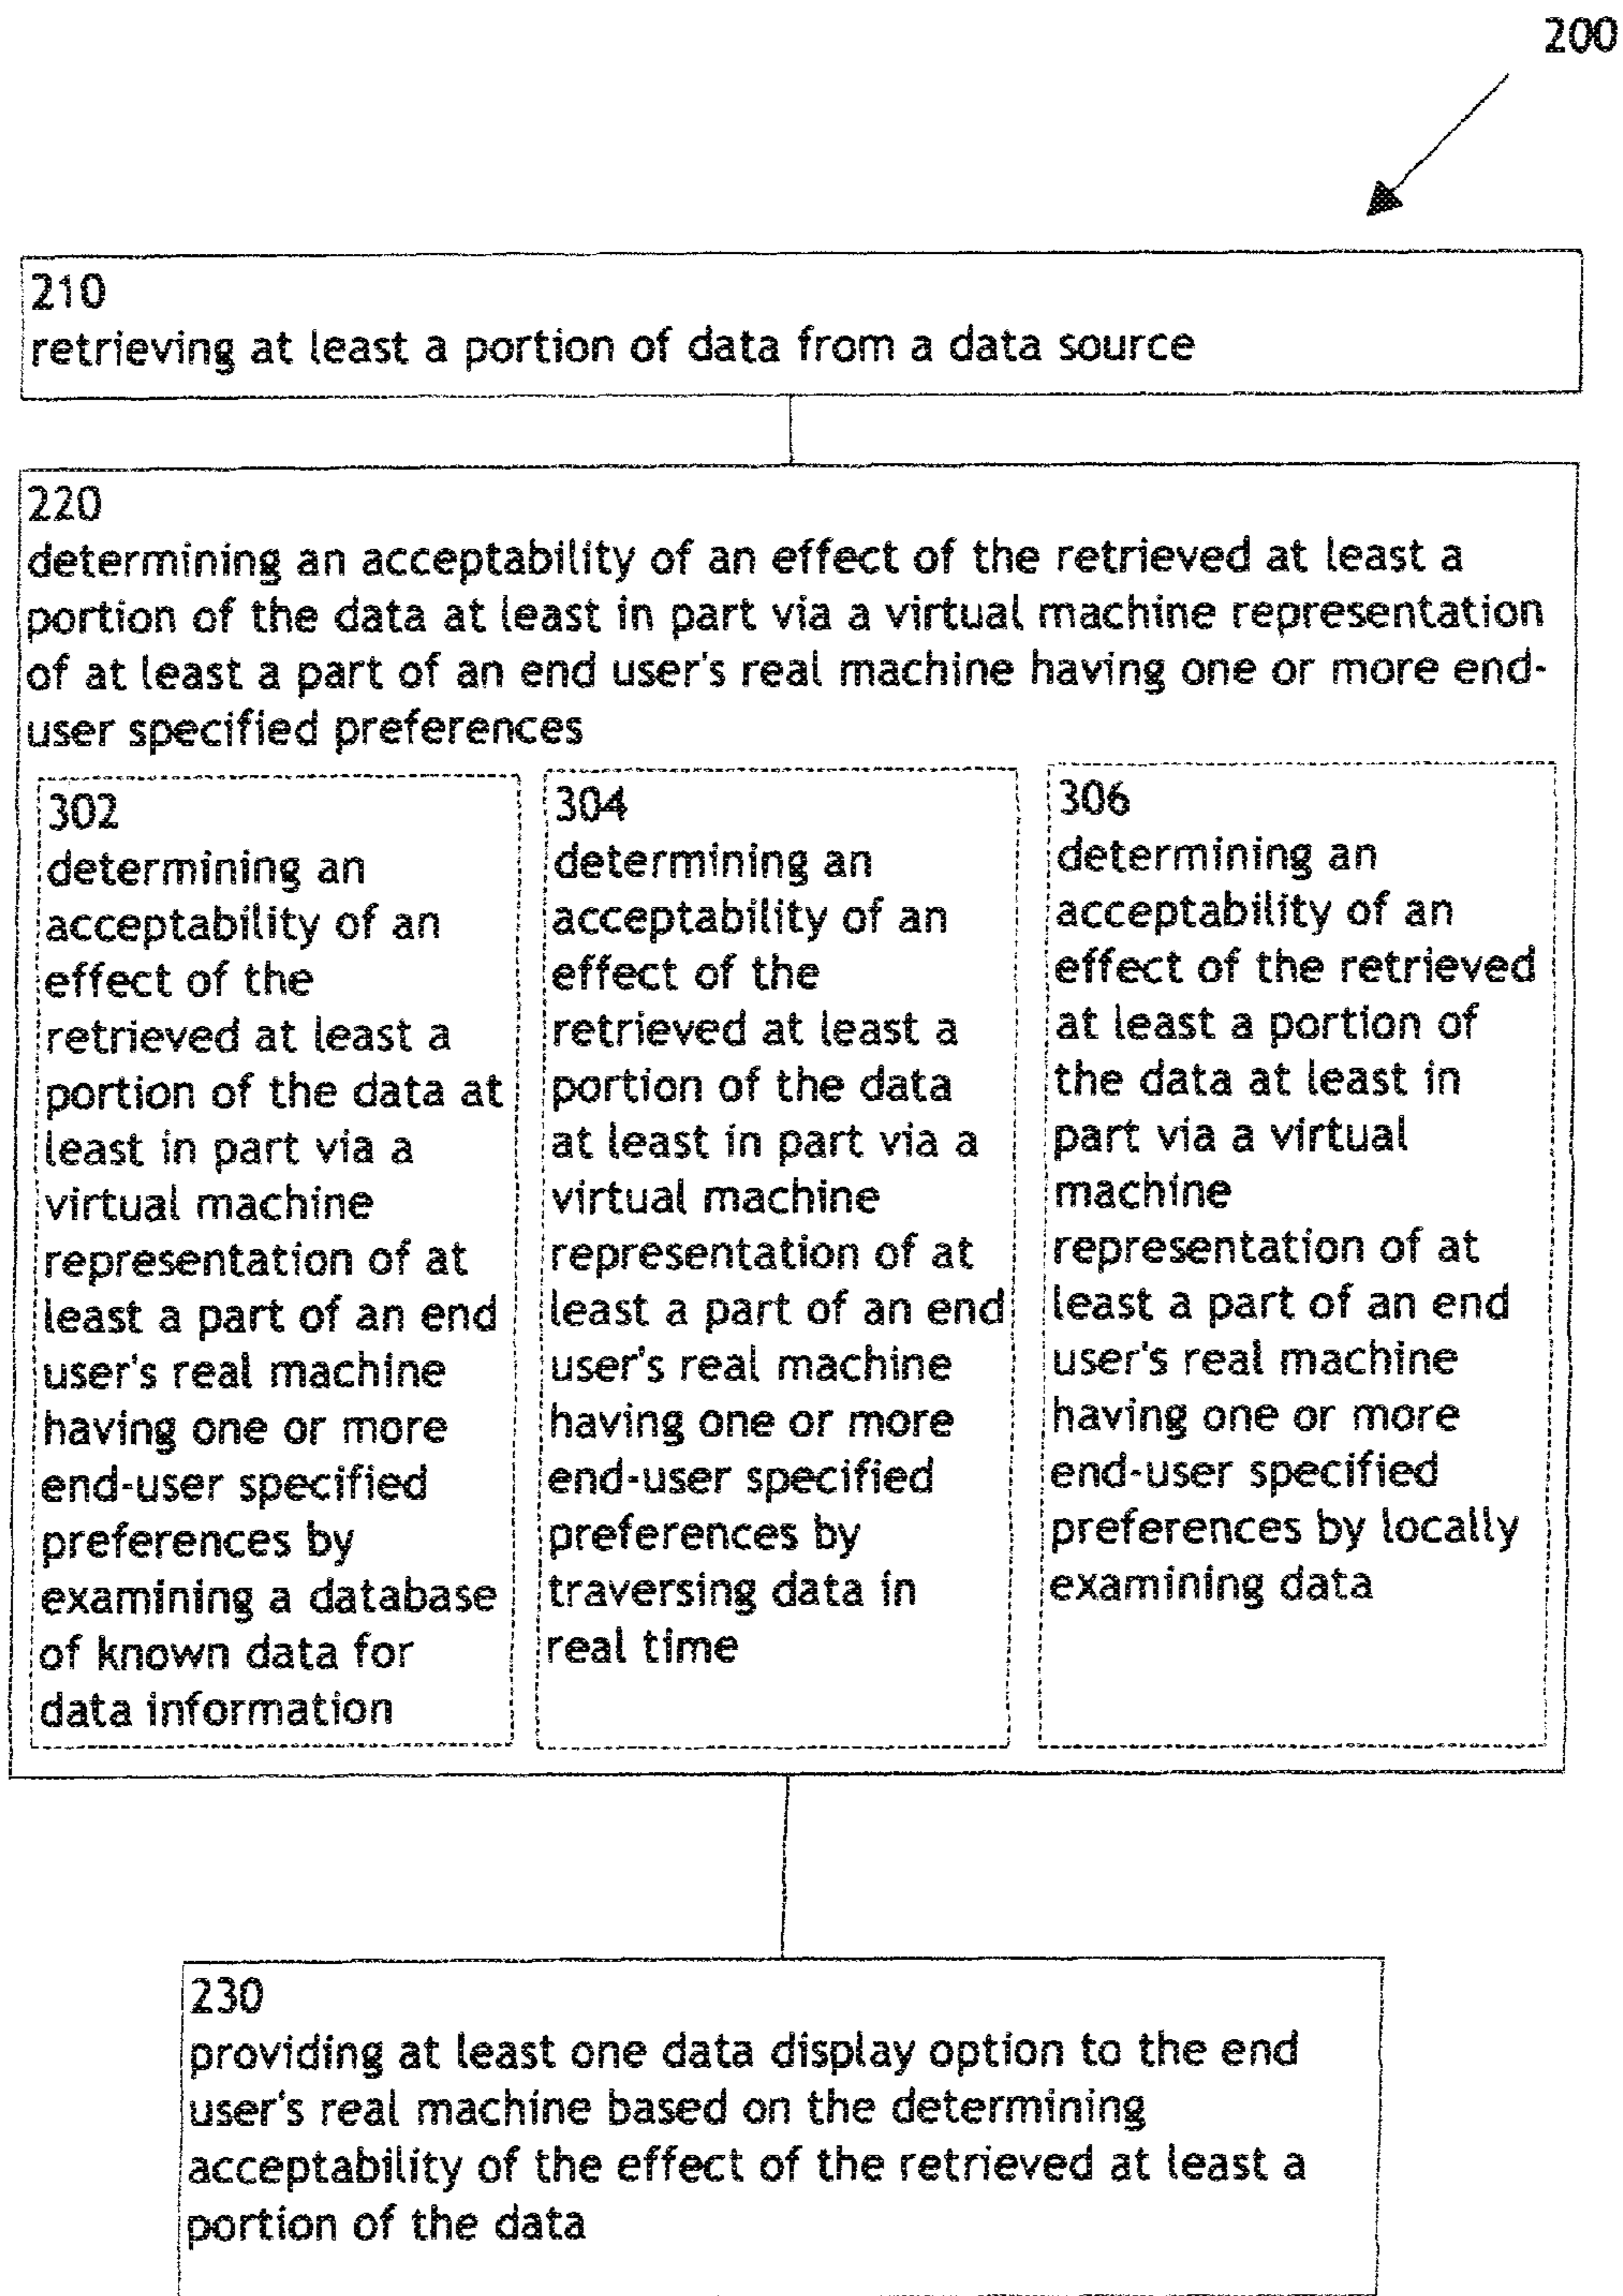 200
210
retrieving at least a portion of data from a data source
220
determining an acceptability of an effect of the retrieved at least a
portion of the data at least in part via a virtual machine representation
of at least a part of an end user's real machine having one or more end-
user specified preferences
302
determining an
acceptability of an
effect of the
retrieved at least a
portion of the data at
least in part via a
virtual machine
representation of at
least a part of an end
user's real machine
having one or more
end-user specified
preferences by
examining a database
of known data for
data information
304
determining an
acceptability of an
effect of the
retrieved at least a
portion of the data
at least in part via a
virtual machine
representation of at
least a part of an end
user's real machine
having one or more
end-user specified
preferences by
traversing data in
real time
306
determining an
acceptability of an
effect of the retrieved
at least a portion of
the data at least in
part via a virtual
machine
representation of at
least a part of an end
user's real machine
having one or more
end-user specified
preferences by locally
examining data
230
providing at least one data display option to the end
user's real machine based on the determining
acceptability of the effect of the retrieved at least a
portion of the data